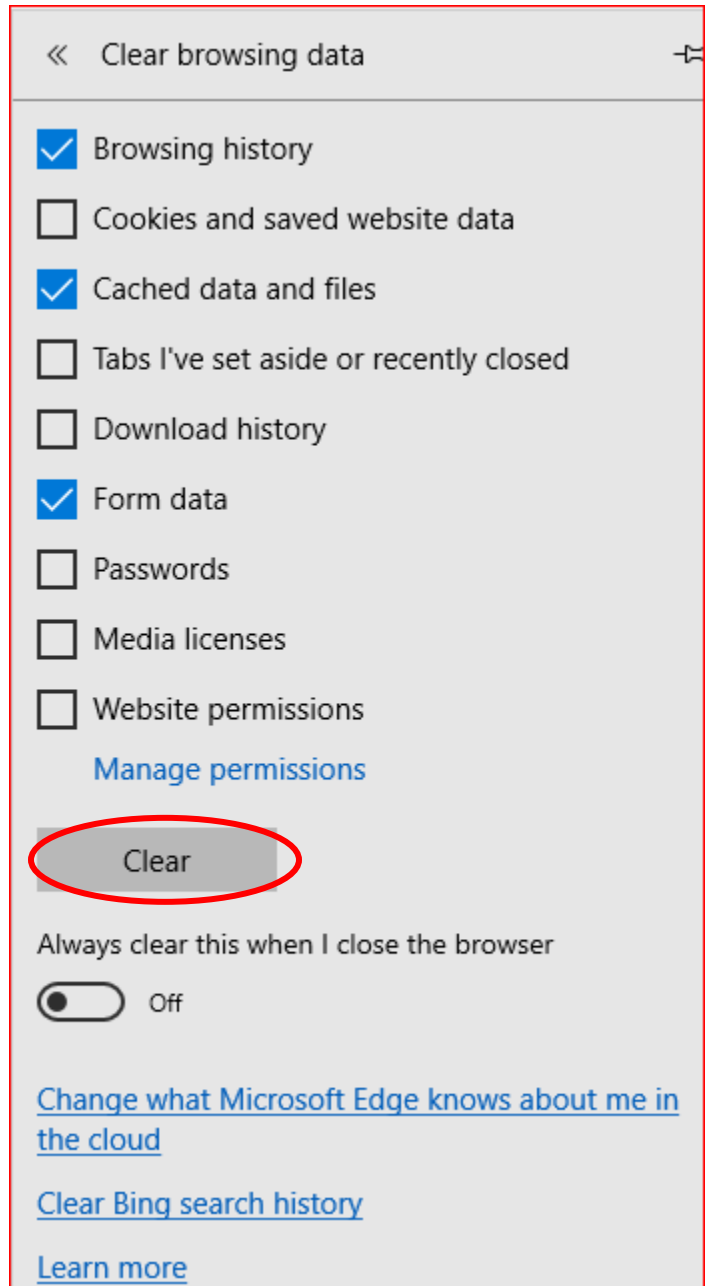 Clear browsing data
Browsing history
Cookies and saved website data
Cached data and files
Tabs I've set aside or recently closed
Download history
Form data
Passwords
Media licenses
Website permissions
Manage permissions
Clear
Always clear this when I close the browser
Off
Change what Microsoft Edge knows about me in
the cloud
Clear Bing search history
Learn more